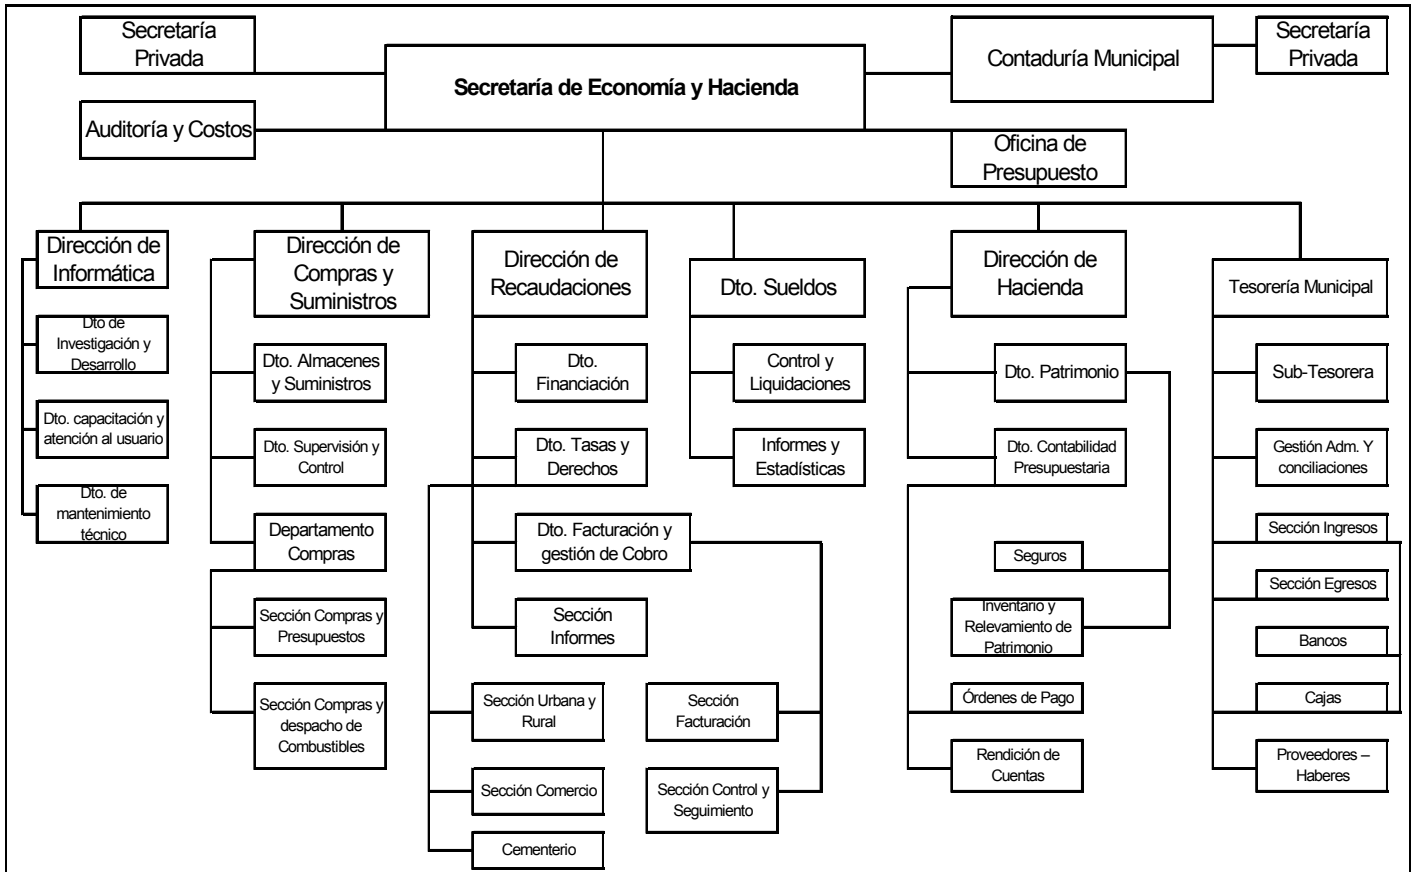 Secretaría
Privada
Contaduría Municipal
Secretaría
Privada
Secretaría de Economía y Hacienda
Auditoría y Costos
Oficina de
Presupuesto
Dirección de
Informática
Dto de
Investigación y
Desarrollo
Dto. capacitación y
atención al usuario
Dto. de
mantenimiento
técnico
Dirección de
Compras y
Suministros
Dto. Almacenes
y Suministros
Dto. Supervisión y
Control
Departamento
Compras
Sección Compras y
Presupuestos
Sección Compras y
despacho de
Combustibles
Dirección de
Recaudaciones
Dto.
Financiación
Dto. Tasas y
Derechos
Dto. Facturación y
gestión de Cobro
Sección
Informes
Sección Urbana y
Rural
Sección Comercio
Cementerio
Sección
Facturación
Sección Control y
Seguimiento
Dto. Sueldos
Control y
Liquidaciones
Informes y
Estadísticas
Dirección de
Hacienda
Dto. Patrimonio
Dto. Contabilidad
Presupuestaria
Seguros
Inventario y
Relevamiento de
Patrimonio
Órdenes de Pago
Rendición de
Cuentas
Tesorería Municipal
Sub-Tesorera
Gestión Adm. Y
conciliaciones
Sección Ingresos
Sección Egresos
Bancos
Cajas
Proveedores –
Haberes